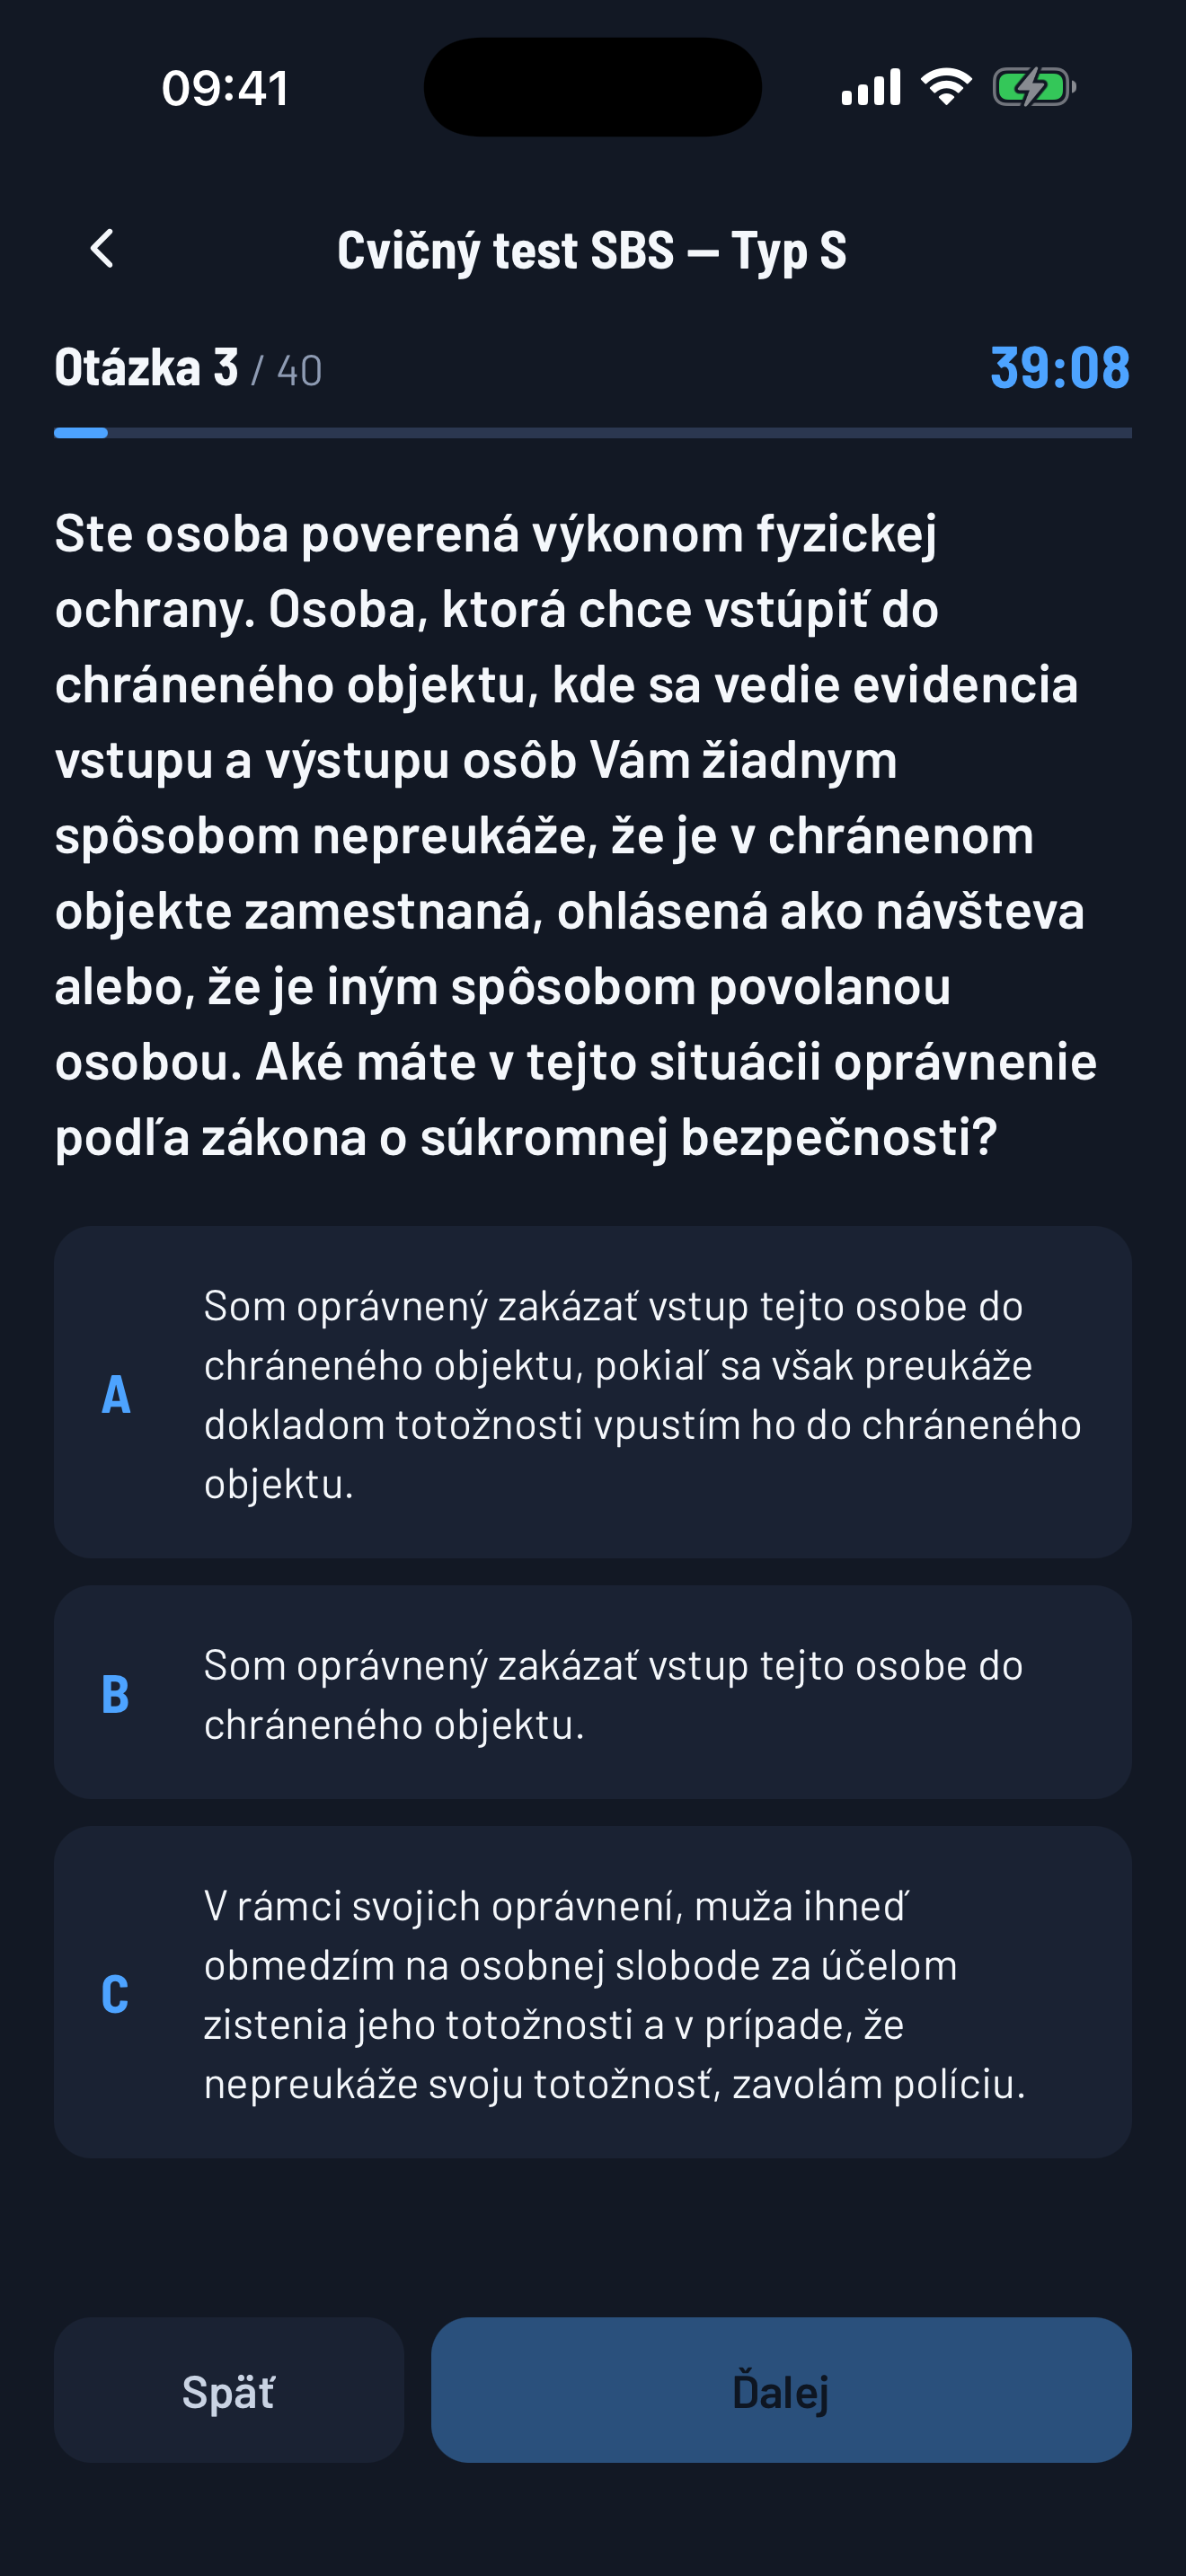 09:41
Cvičný test SBS – Typ S
Otázka 3 / 40
39:08
Ste osoba poverená výkonom fyzickej
ochrany. Osoba, ktorá chce vstúpiť do
chráneného objektu, kde sa vedie evidencia
vstupu a výstupu osôb Vám žiadnym
spôsobom nepreukáže, že je v chránenom
objekte zamestnaná, ohlásená ako návšteva
alebo, že je iným spôsobom povolanou
osobou. Aké máte v tejto situácii oprávnenie
podľa zákona o súkromnej bezpečnosti?
A
Som oprávnený zakázať vstup tejto osobe do
chráneného objektu, pokiaľ sa však preukáže
dokladom totožnosti vpustím ho do chráneného
objektu.
B
Som oprávnený zakázať vstup tejto osobe do
chráneného objektu.
C
V rámci svojich oprávnení, muža ihneď
obmedzím na osobnej slobode za účelom
zistenia jeho totožnosti a v prípade, že
nepreukáže svoju totožnosť, zavolám políciu.
Späť
Ďalej